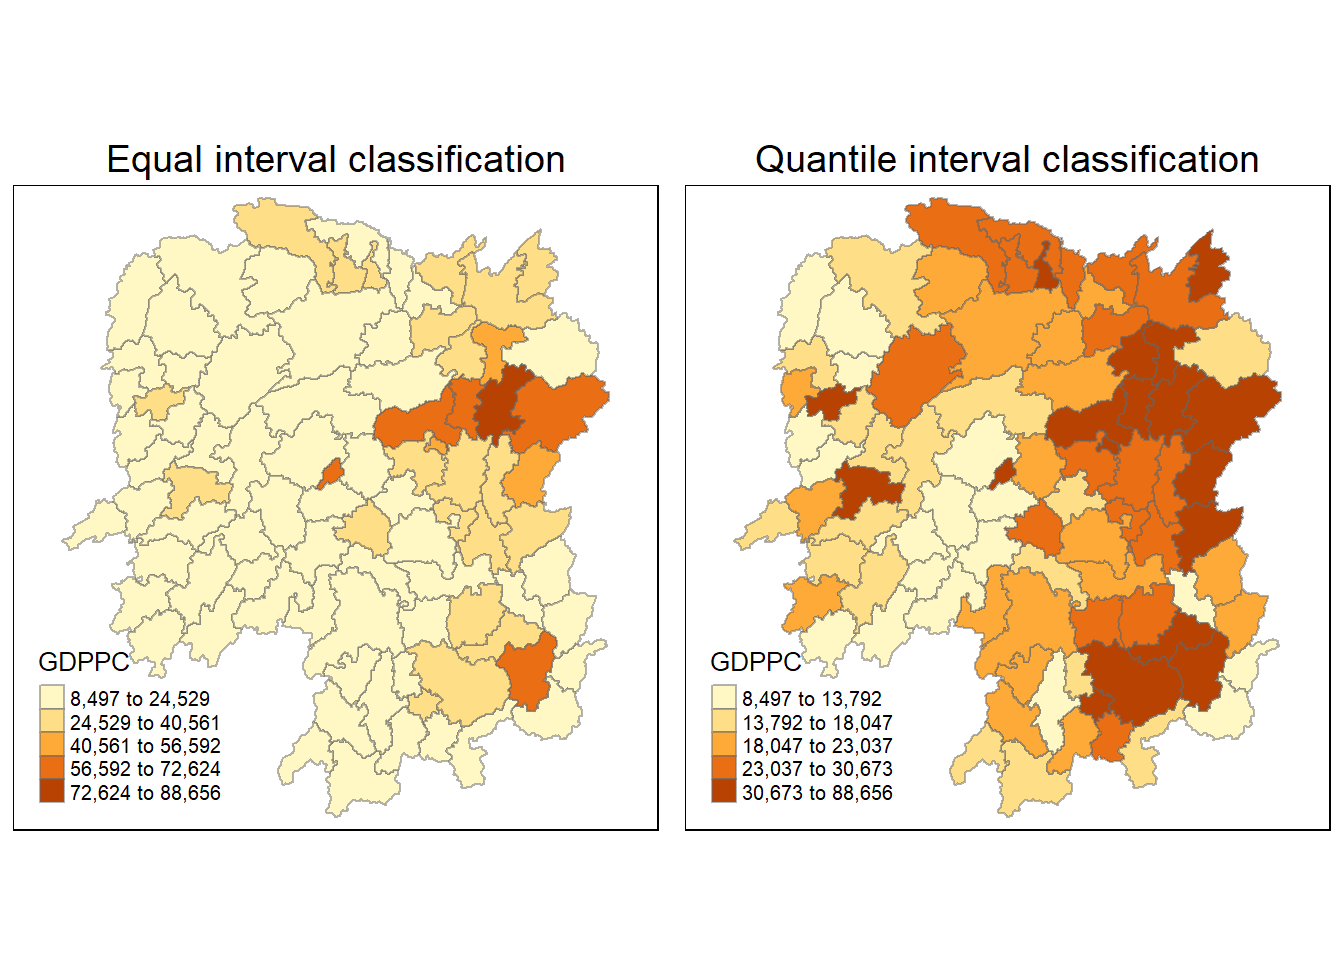 Equal interval classification
GDPPC
8,497 to 24,529
24,529 to 40,561
40,561 to 56,592
56,592 to 72,624
72,624 to 88,656
Quantile interval classification
GDPPC
8,497 to 13,792
13,792 to 18,047
18,047 to 23,037
23,037 to 30,673
30,673 to 88,656